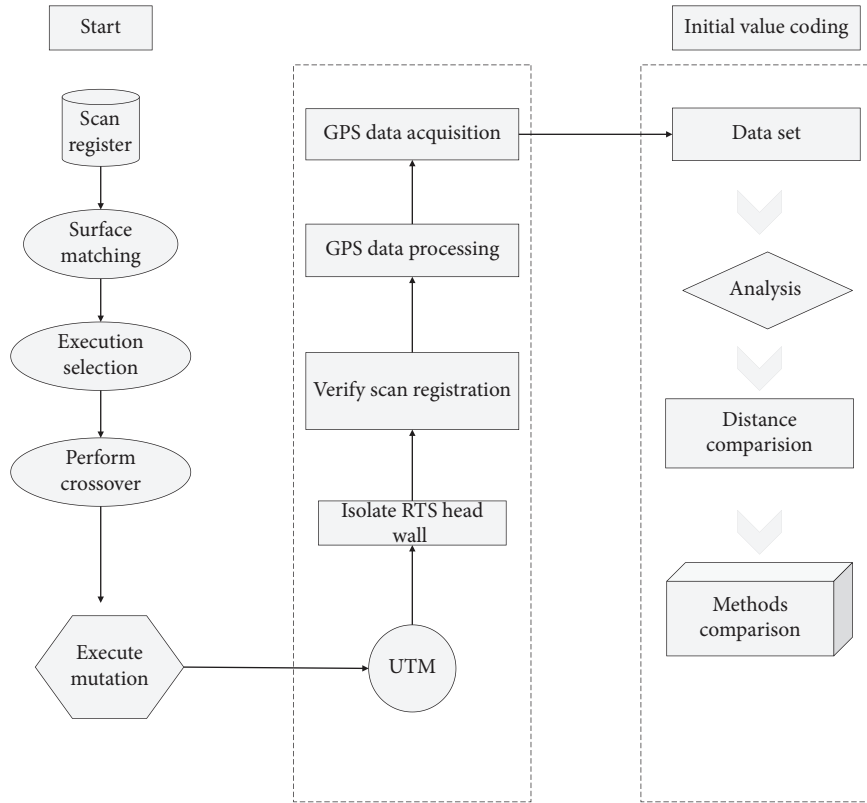 Start
Scan
register
Surface
matching
Execution
selection
Perform
crossover
Execute
mutation
GPS data acquisition
GPS data processing
Verify scan registration
Isolate RTS head
wall
UTM
Initial value coding
Data set
Analysis
Distance
comparision
Methods
comparison